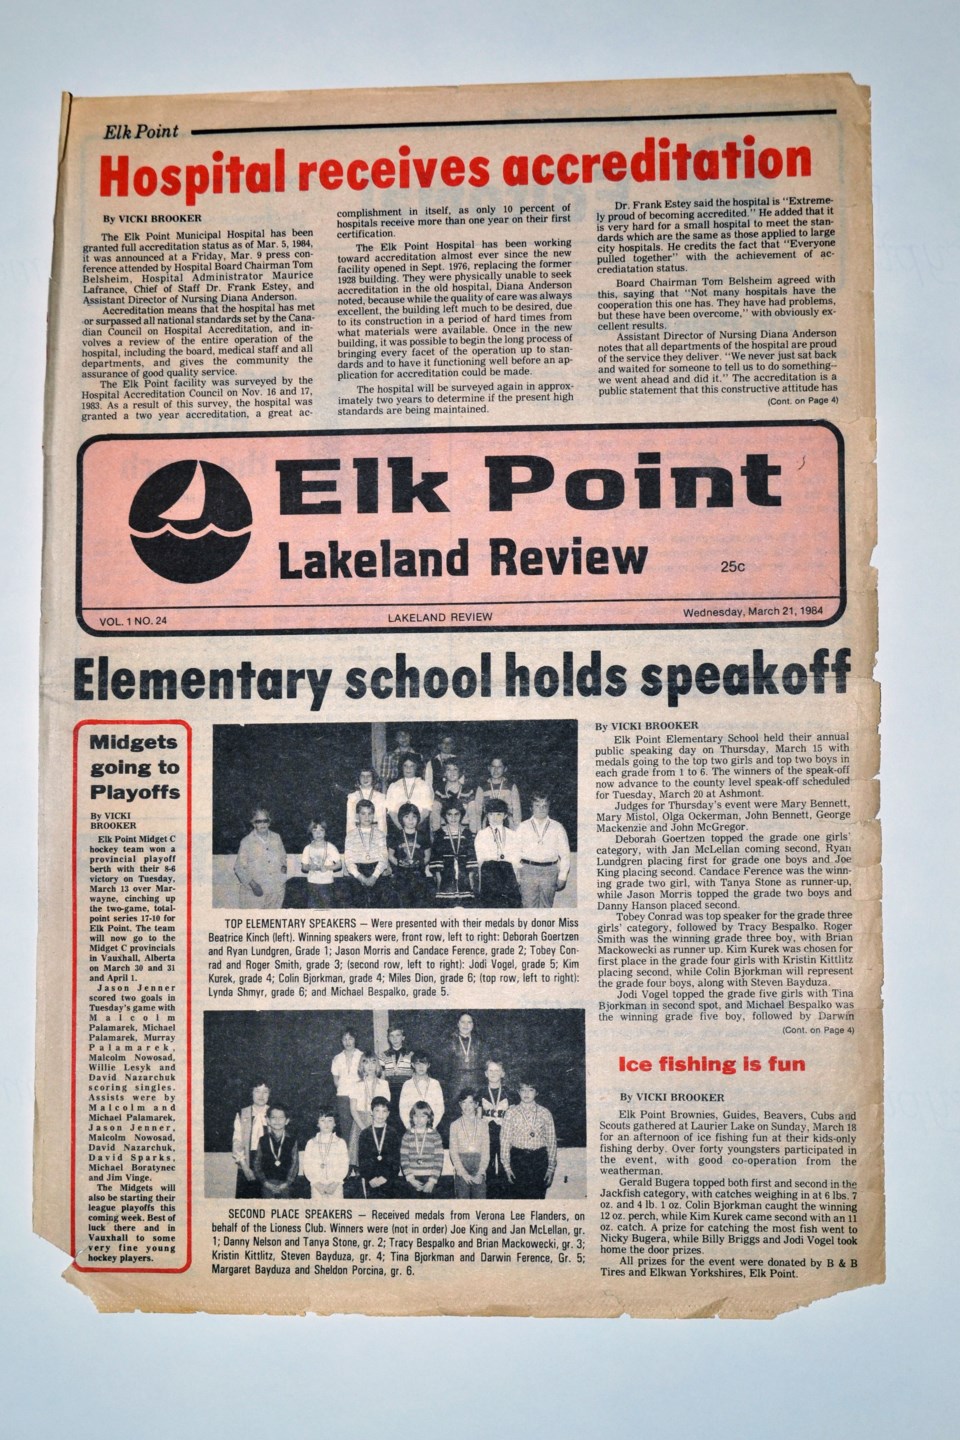 Elk Point
Hospital receives accreditation
By VICKI BROOKER
The Elk Point Municipal Hospital has been
granted full accreditation status as of Mar. 5, 1984,
it was announced at a Friday, Mar. 9 press con-
ference attended by Hospital Board Chairman Tom
Belsheim, Hospital Administrator Maurice
Lafrance, Chief of Staff Dr. Frank Estey, and
Assistant Director of Nursing Diana Anderson.
Accreditation means that the hospital has met
or surpassed all national standards set by the Cana-
dian Council on Hospital Accreditation, and in-
volves a review of the entire operation of the
hospital, including the board, medical staff and all
departments, and gives the community the
assurance of good quality service.
The Elk Point facility was surveyed by the
Hospital Accreditation Council on Nov. 16 and 17,
1983. As a result of this survey, the hospital was
granted a two year accreditation, a great ac-
complishment in itself, as only 10 percent of
hospitals receive more than one year on their first
certification.
The Elk Point Hospital has been working
toward accreditation almost ever since the new
facility opened in Sept. 1976, replacing the former
1928 building. They were physically unable to seek
accreditation in the old hospital, Diana Anderson
noted, because while the quality of care was always
excellent, the building left much to be desired, due
to its construction in a period of hard times from
what materials were available. Once in the new
building, it was possible to begin the long process of
bringing every facet of the operation up to stan-
dards and to have it functioning well before an ap-
plication for accreditation could be made.
The hospital will be surveyed again in approx-
imately two years to determine if the present high
standards are being maintained.
Dr. Frank Estey said the hospital is "Extreme-
ly proud of becoming accredited." He added that it
is very hard for a small hospital to meet the stan-
dards which are the same as those applied to large
city hospitals. He credits the fact that "Everyone
pulled together" with the achievement of ac-
crediatation status.
Board Chairman Tom Belsheim agreed with
this, saying that "Not many hospitals have the
cooperation this one has. They have had problems,
but these have been overcome," with obviously ex-
cellent results.
Assistant Director of Nursing Diana Anderson
notes that all departments of the hospital are proud
of the service they deliver. "We never just sat back
and waited for someone to tell us to do something--
we went ahead and did it." The accreditation is a
public statement that this constructive attitude has
(Cont. on Page 4)
Elk Point
Lakeland Review
25c
VOL. 1 NO. 24
LAKELAND REVIEW
Wednesday, March 21, 1984
Elementary school holds speakoff
Midgets
going to
Playoffs
By VICKI
BROOKER
Elk Point Midget C
hockey team won a
provincial playoff
berth with their 8-6
victory on Tuesday,
March 13 over Mar-
wayne, cinching up
the two-game, total-
point series 17-10 for
Elk Point. The team
will now go to the
Midget C provincials
in Vauxhall, Alberta
on March 30 and 31
and April 1.
Jason Jenner
scored two goals in
Tuesday's game with
Malcolm
Palamarek, Michael
Palamarek, Murray
Palamarek,
Malcolm Nowosad,
Willie Lesyk and
David Nazarchuk
scoring singles.
Assists were by
Malcolm and
Michael Palamarek,
Jason Jenner,
Malcolm Nowosad,
David Nazarchuk,
David Sparks,
Michael Boratynec
and Jim Vinge.
The Midgets will
also be starting their
league playoffs this
coming week. Best of
luck there and in
Vauxhall to some
very fine young
hockey players.
TOP ELEMENTARY SPEAKERS — Were presented with their medals by donor Miss
Beatrice Kinch (left). Winning speakers were, front row, left to right: Deborah Goertzen
and Ryan Lundgren, Grade 1; Jason Morris and Candace Ference, grade 2; Tobey Con-
rad and Roger Smith, grade 3; (second row, left to right): Jodi Vogel, grade 5; Kim
Kurek, grade 4; Colin Bjorkman, grade 4; Miles Dion, grade 6; (top row, left to right):
Lynda Shmyr, grade 6; and Michael Bespalko, grade 5.
SECOND PLACE SPEAKERS — Received medals from Verona Lee Flanders, on
behalf of the Lioness Club. Winners were (not in order) Joe King and Jan McLellan, gr.
1; Danny Nelson and Tanya Stone, gr. 2; Tracy Bespalko and Brian Mackowecki, gr. 3;
Kristin Kittlitz, Steven Bayduza, gr. 4; Tina Bjorkman and Darwin Ference, Gr. 5;
Margaret Bayduza and Sheldon Porcina, gr. 6.
By VICKI BROOKER
Elk Point Elementary School held their annual
public speaking day on Thursday, March 15 with
medals going to the top two girls and top two boys in
each grade from 1 to 6. The winners of the speak-off
now advance to the county level speak-off scheduled
for Tuesday, March 20 at Ashmont.
Judges for Thursday's event were Mary Bennett,
Mary Mistol, Olga Ockerman, John Bennett, George
Mackenzie and John McGregor.
Deborah Goertzen topped the grade one girls'
category, with Jan McLellan coming second, Ryan
Lundgren placing first for grade one boys and Joe
King placing second. Candace Ference was the winn-
ing grade two girl, with Tanya Stone as runner-up,
while Jason Morris topped the grade two boys and
Danny Hanson placed second.
Tobey Conrad was top speaker for the grade three
girls' category, followed by Tracy Bespalko. Roger
Smith was the winning grade three boy, with Brian
Mackowecki as runner up. Kim Kurek was chosen for
first place in the grade four girls with Kristin Kittlitz
placing second, while Colin Bjorkman will represent
the grade four boys, along with Steven Bayduza.
Jodi Vogel topped the grade five girls with Tina
Bjorkman in second spot, and Michael Bespalko was
the winning grade five boy, followed by Darwin
(Cont. on Page 4)
Ice fishing is fun
By VICKI BROOKER
Elk Point Brownies, Guides, Beavers, Cubs and
Scouts gathered at Laurier Lake on Sunday, March 18
for an afternoon of ice fishing fun at their kids-only
fishing derby. Over forty youngsters participated in
the event, with good co-operation from the
weatherman.
Gerald Bugera topped both first and second in the
Jackfish category, with catches weighing in at 6 lbs. 7
oz. and 4 lb. 1 oz. Colin Bjorkman caught the winning
12 oz. perch, while Kim Kurek came second with an 11
oz. catch. A prize for catching the most fish went to
Nicky Bugera, while Billy Briggs and Jodi Vogel took
home the door prizes.
All prizes for the event were donated by B & B
Tires and Elkwan Yorkshires, Elk Point.